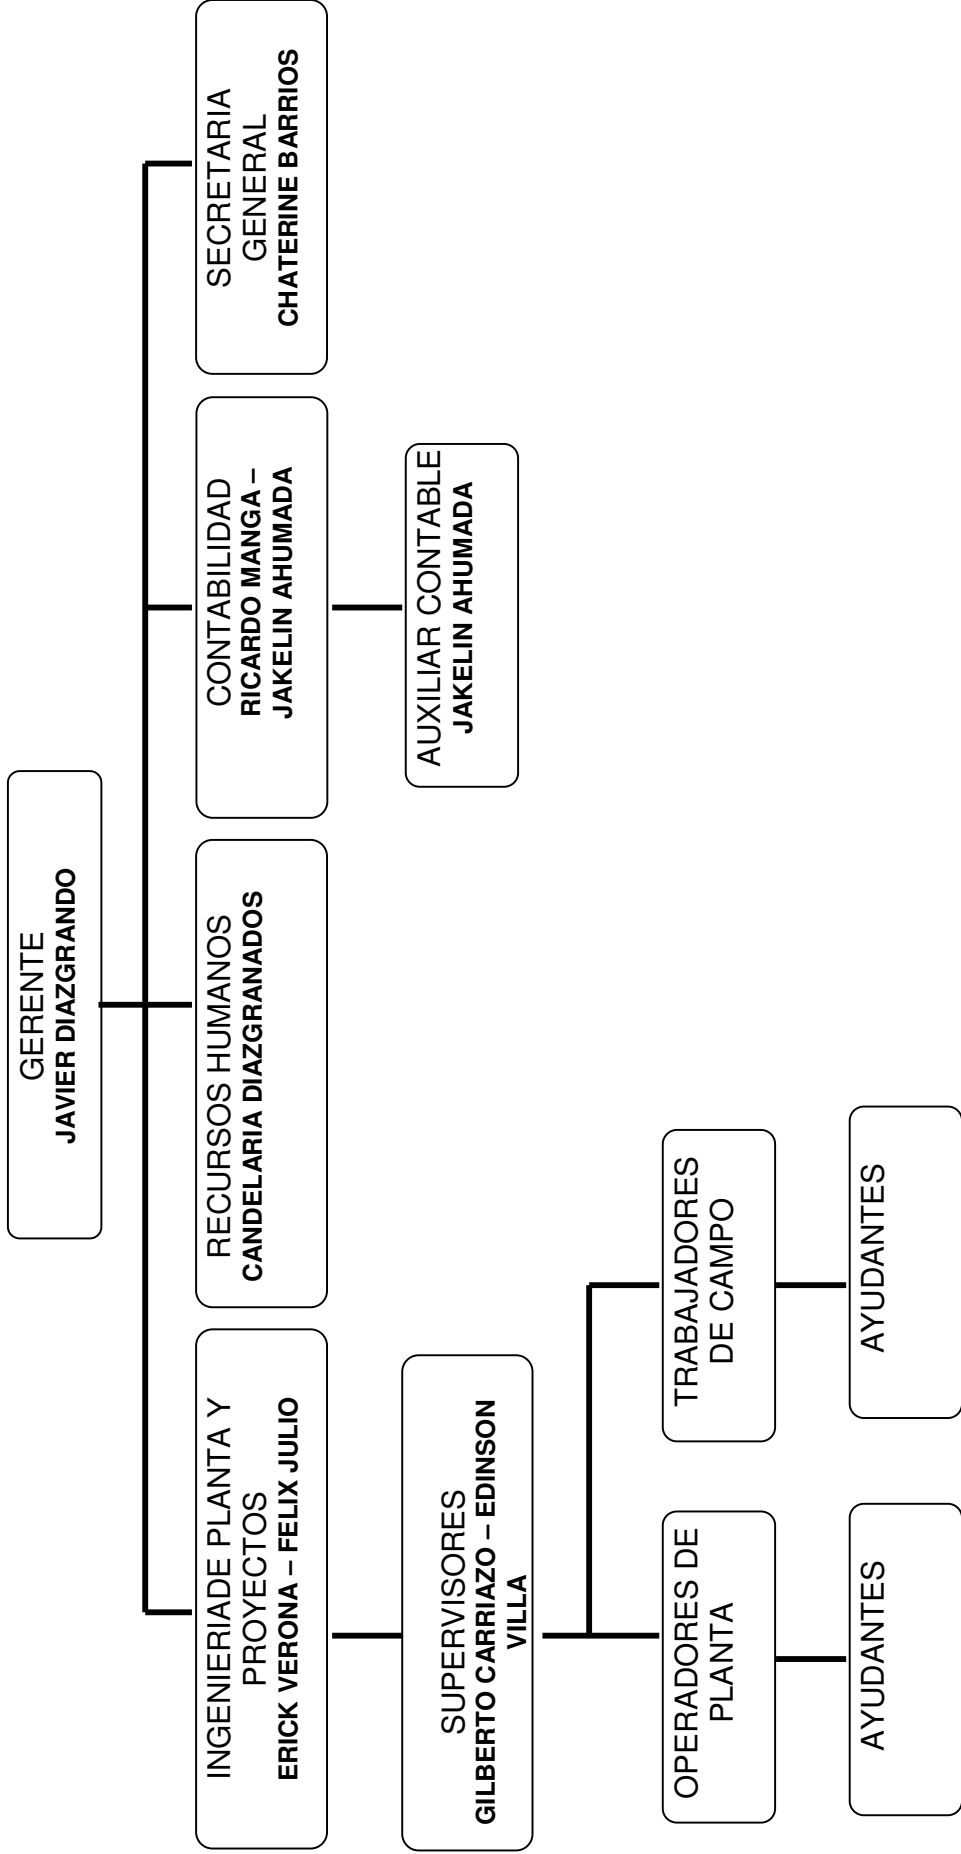 GERENTE
JAVIER DIAZGRANDO
INGENIERIADE PLANTA Y
PROYECTOS
ERICK VERONA – FELIX JULIO
RECURSOS HUMANOS
CANDELARIA DIAZGRANADOS
CONTABILIDAD
RICARDO MANGA –
JAKELIN AHUMADA
SECRETARIA
GENERAL
CHATERINE BARRIOS
SUPERVISORES
GILBERTO CARRIAZO – EDINSON
VILLA
AUXILIAR CONTABLE
JAKELIN AHUMADA
OPERADORES DE
PLANTA
TRABAJADORES
DE CAMPO
AYUDANTES
AYUDANTES